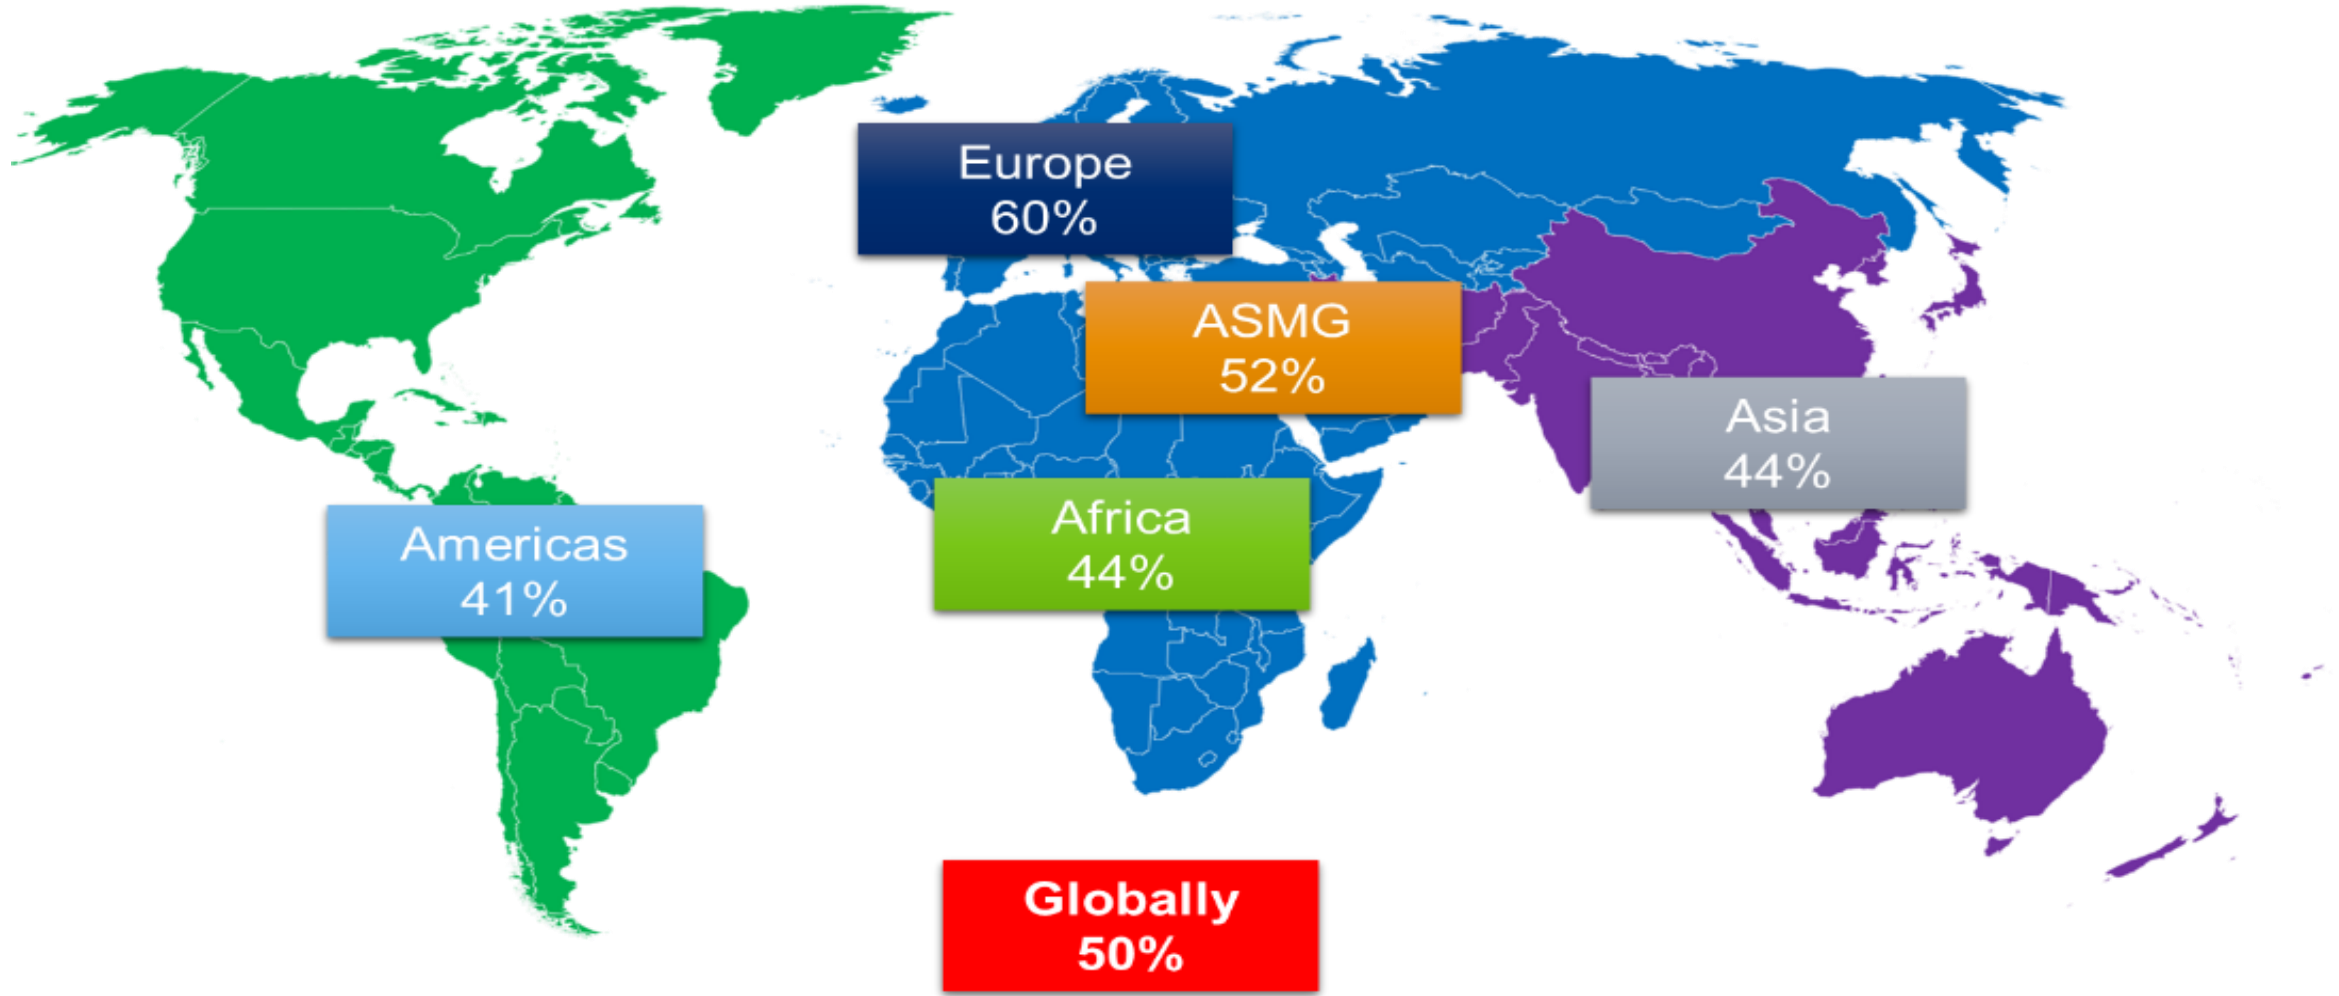 Europe
60%
ASMG
52%
Asia
44%
Africa
44%
Americas
41%
Globally
50%